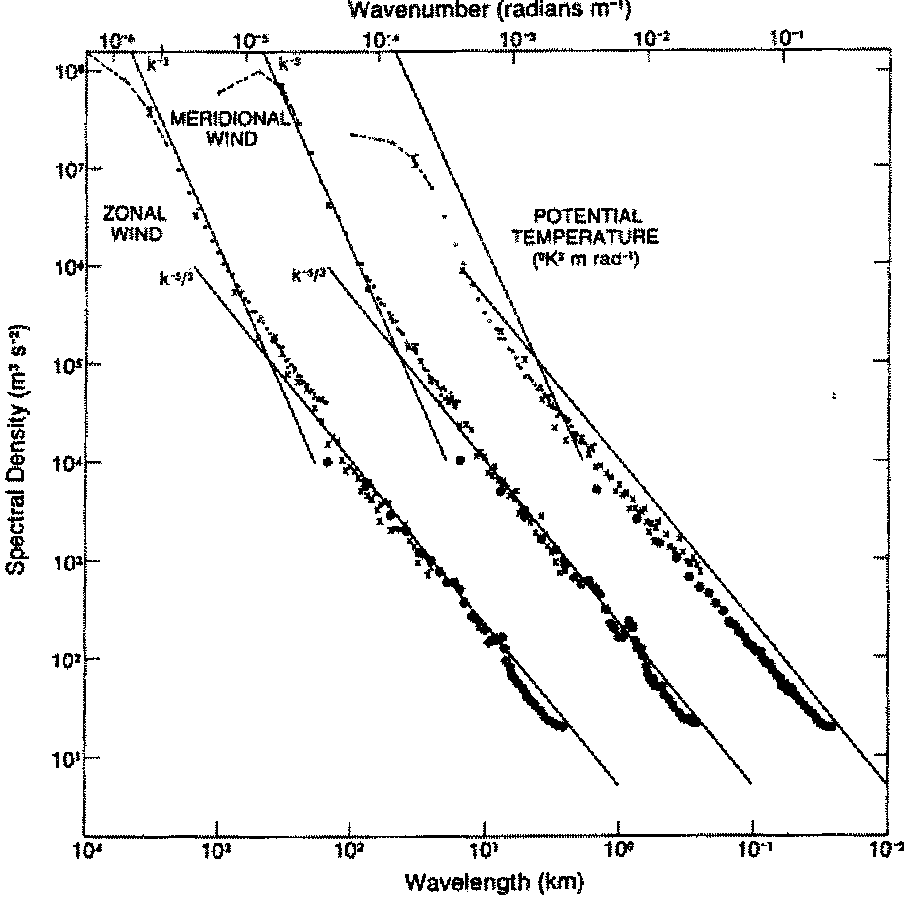 Wavenumber (radians m⁻¹)
10⁻⁶ 10⁻⁵ 10⁻⁴ 10⁻³ 10⁻² 10⁻¹
k⁻³ k⁻³
10⁸
MERIDIONAL
WIND
10⁷
ZONAL
WIND
POTENTIAL
TEMPERATURE
(°K² m rad⁻¹)
10⁶
k⁻⁵/³ k⁻⁵/³
10⁵
10⁴
10³
10²
10¹
Spectral Density (m³ s⁻²)
10⁴ 10³ 10² 10¹ 10⁰ 10⁻¹ 10⁻²
Wavelength (km)